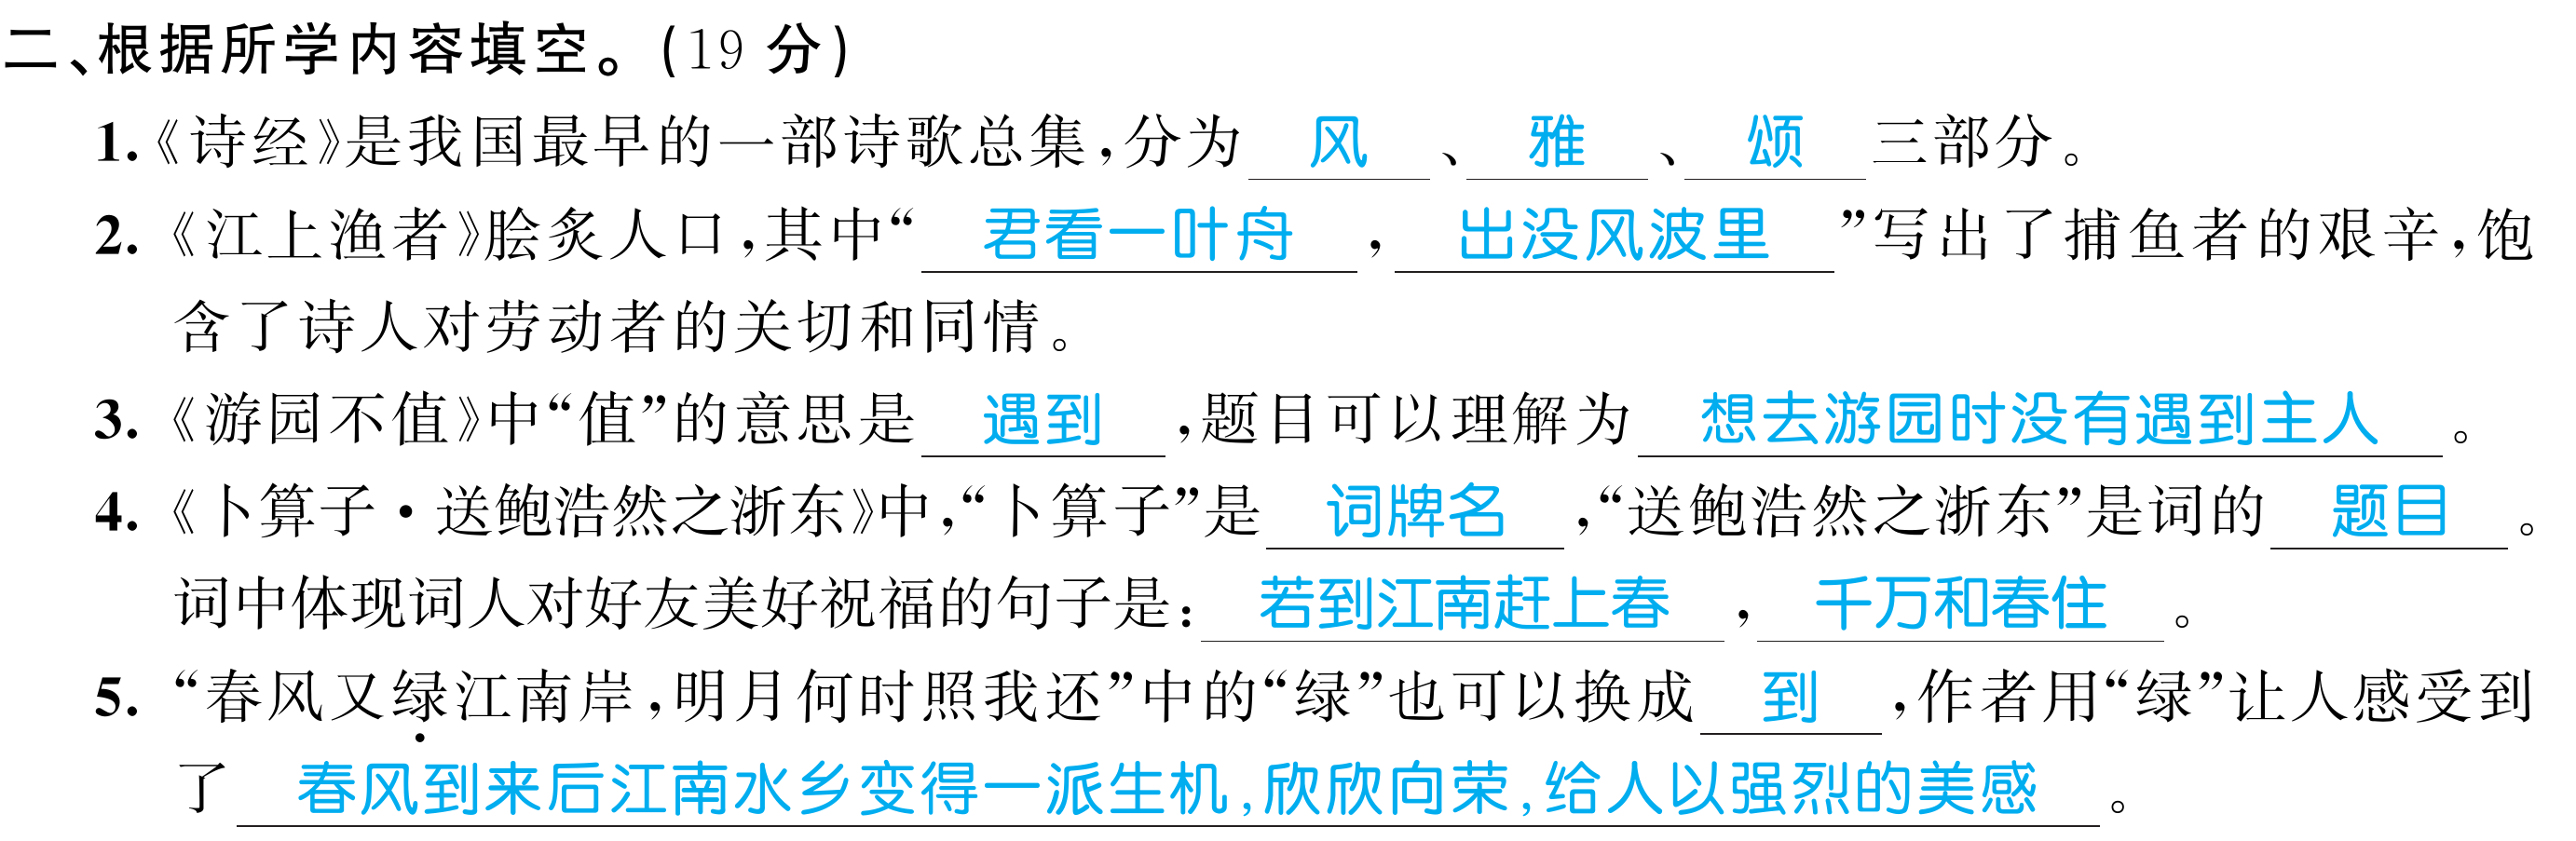 二、根据所学内容填空。(19 分)
1.《诗经》是我国最早的一部诗歌总集,分为 风 、 雅 、 颂 三部分。
2.《江上渔者》脍炙人口,其中“ 君看一叶舟 , 出没风波里 ”写出了捕鱼者的艰辛,饱
含了诗人对劳动者的关切和同情。
3.《游园不值》中“值”的意思是 遇到 ,题目可以理解为 想去游园时没有遇到主人 。
4.《卜算子·送鲍浩然之浙东》中,“卜算子”是 词牌名 ,“送鲍浩然之浙东”是词的 题目 。
词中体现词人对好友美好祝福的句子是: 若到江南赶上春 , 千万和春住 。
5.“春风又绿江南岸,明月何时照我还”中的“绿”也可以换成 到 ,作者用“绿”让人感受到
了 春风到来后江南水乡变得一派生机,欣欣向荣,给人以强烈的美感 。